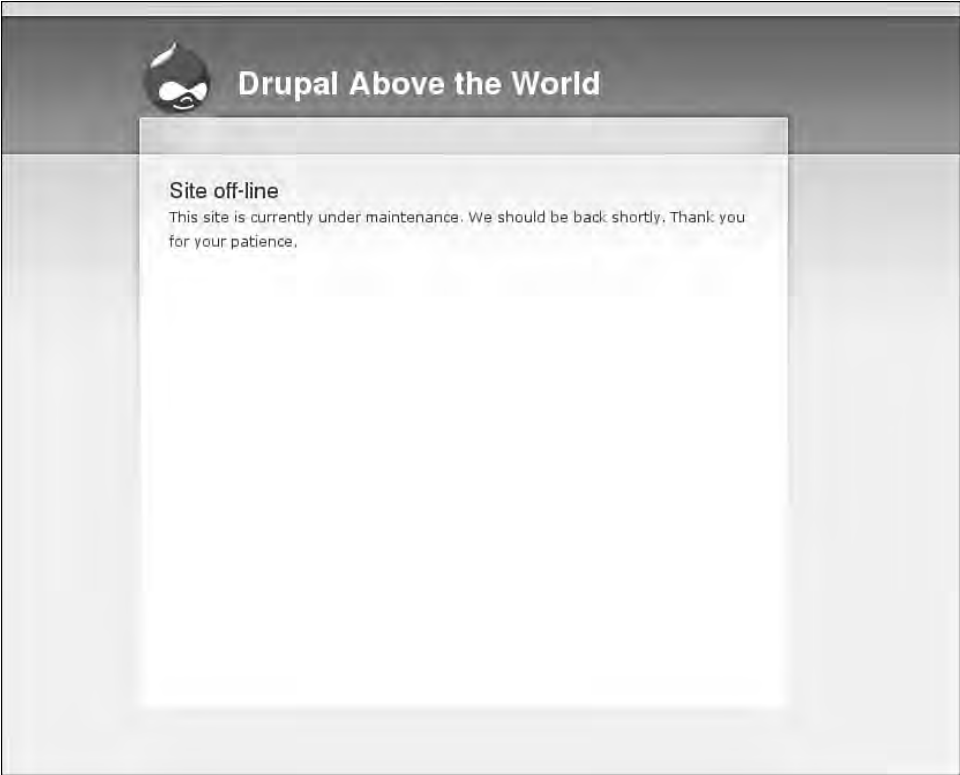 Drupal Above the World
Site off-line
This site is currently under maintenance. We should be back shortly. Thank you
for your patience.